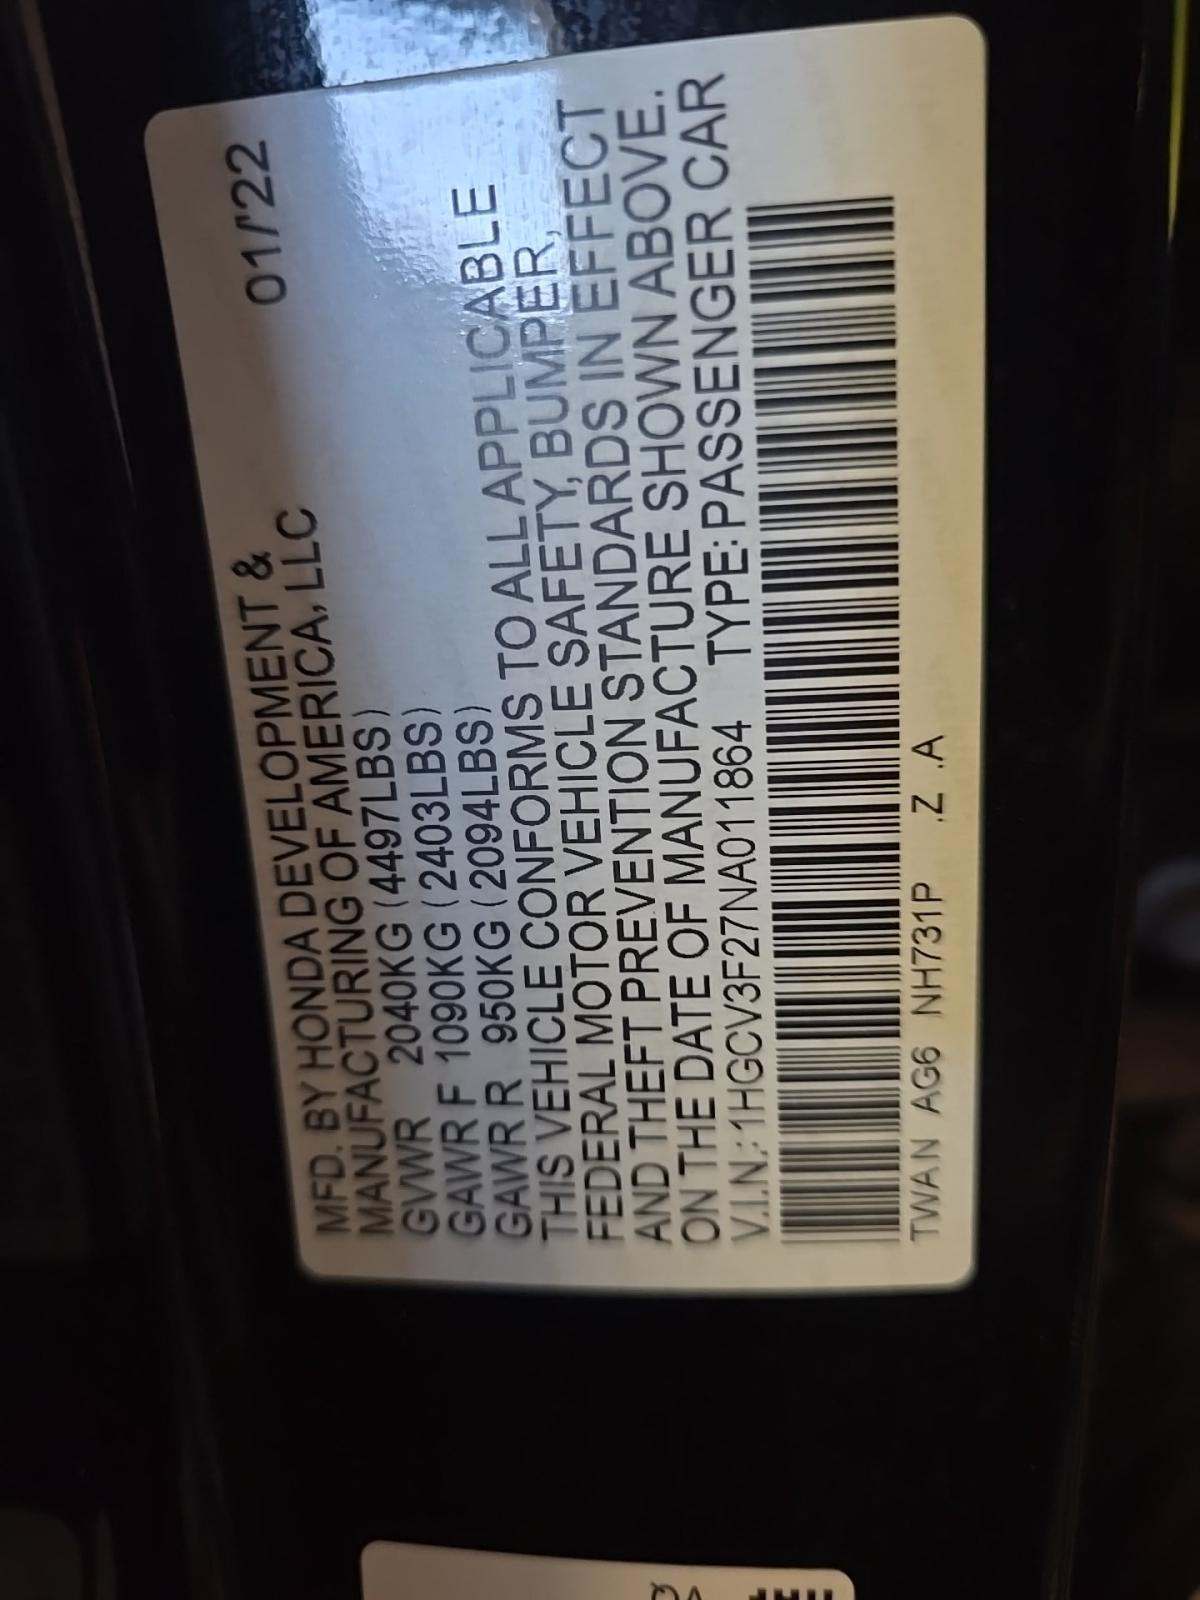 MFD. BY HONDA DEVELOPMENT & 01/'22
MANUFACTURING OF AMERICA, LLC
GVWR 2040KG (4497LBS)
GAWR F 1090KG (2403LBS)
GAWR R 950KG (2094LBS)
THIS VEHICLE CONFORMS TO ALL APPLICABLE
FEDERAL MOTOR VEHICLE SAFETY, BUMPER,
AND THEFT PREVENTION STANDARDS IN EFFECT
ON THE DATE OF MANUFACTURE SHOWN ABOVE.
V.I.N.: 1HGCV3F27NA011864 TYPE: PASSENGER CAR
TWAN AG6 NH731P .Z .A